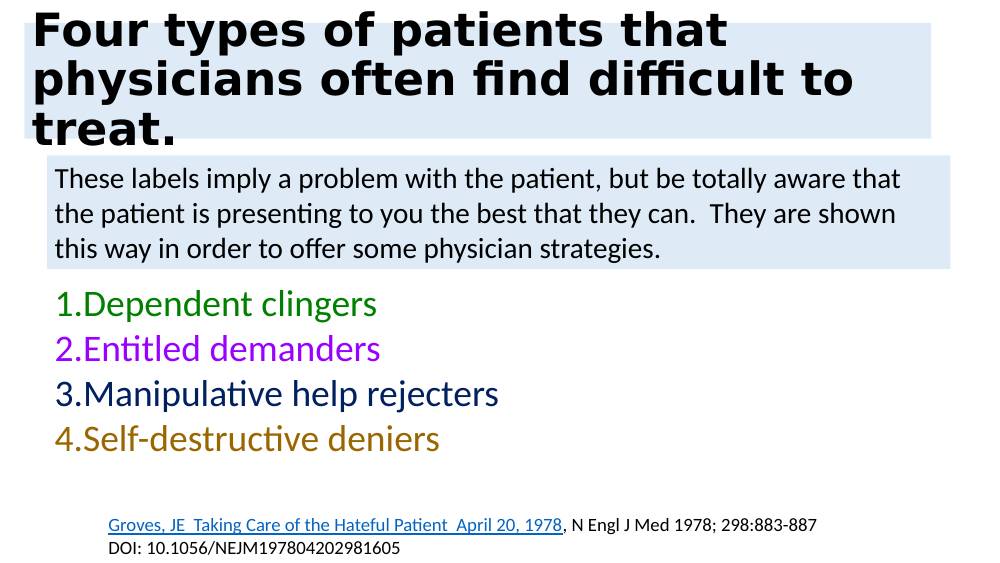 Four types of patients that
physicians often find difficult to
treat.
These labels imply a problem with the patient, but be totally aware that
the patient is presenting to you the best that they can.  They are shown
this way in order to offer some physician strategies.
1.Dependent clingers
2.Entitled demanders
3.Manipulative help rejecters
4.Self-destructive deniers
Groves, JE  Taking Care of the Hateful Patient  April 20, 1978, N Engl J Med 1978; 298:883-887
DOI: 10.1056/NEJM197804202981605